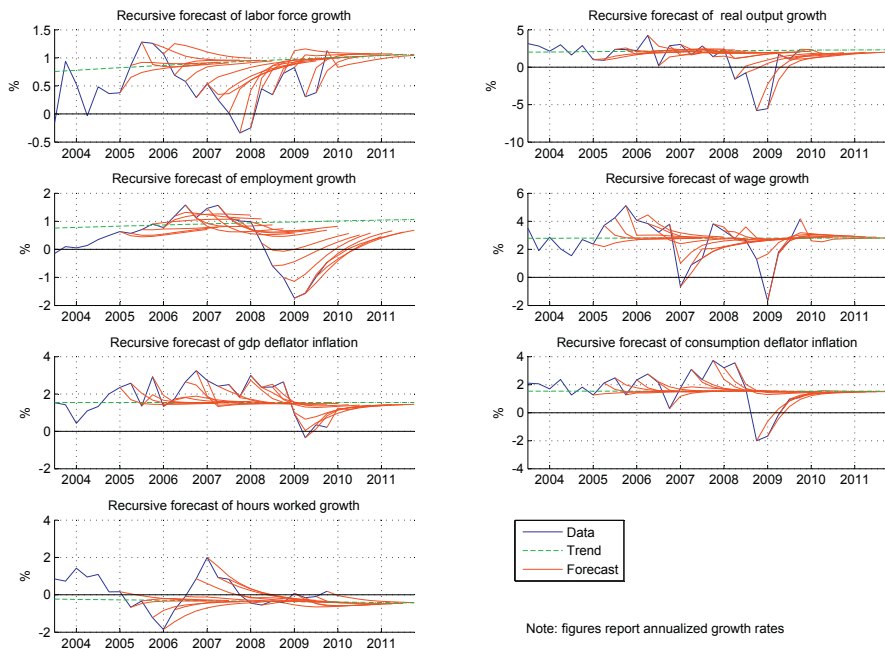 Recursive forecast of labor force growth
1.5
1
0.5
0
-0.5
%
2004 2005 2006 2007 2008 2009 2010 2011
Recursive forecast of real output growth
5
0
-5
-10
%
2004 2005 2006 2007 2008 2009 2010 2011
Recursive forecast of employment growth
2
1
0
-1
-2
%
2004 2005 2006 2007 2008 2009 2010 2011
Recursive forecast of wage growth
6
4
2
0
-2
%
2004 2005 2006 2007 2008 2009 2010 2011
Recursive forecast of gdp deflator inflation
4
2
0
-2
%
2004 2005 2006 2007 2008 2009 2010 2011
Recursive forecast of consumption deflator inflation
4
2
0
-2
-4
%
2004 2005 2006 2007 2008 2009 2010 2011
Recursive forecast of hours worked growth
4
2
0
-2
%
2004 2005 2006 2007 2008 2009 2010 2011
Data
Trend
Forecast
Note: figures report annualized growth rates